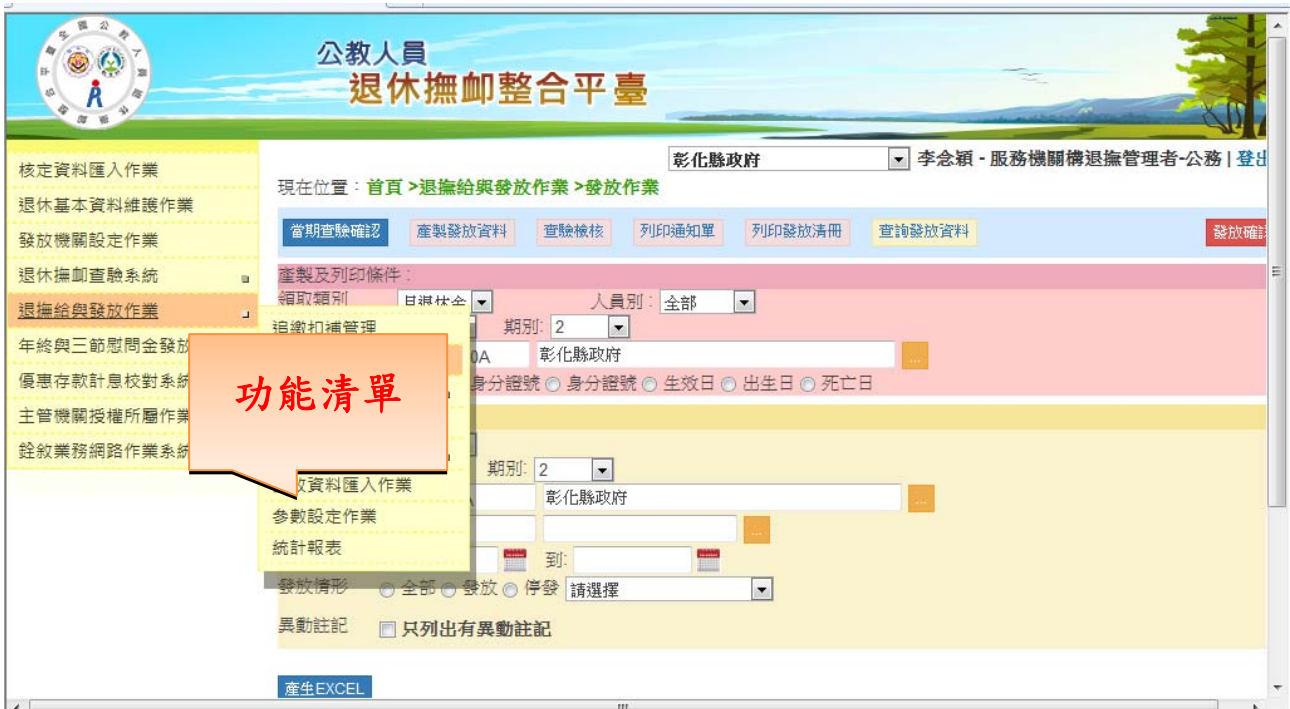 公教人員
退休撫卹整合平臺
彰化縣政府 李念穎 - 服務機關構退撫管理者-公務 | 登出
現在位置：首頁 >退撫給與發放作業 >發放作業
核定資料匯入作業
退休基本資料維護作業
發放機關設定作業
退休撫卹查驗系統
退撫給與發放作業
年終與三節慰問金發放
優惠存款計息校對系統
主管機關授權所屬作業
銓敘業務網路作業系統
當期查驗確認 產製發放資料 查驗檢核 列印通知單 列印發放清冊 查詢發放資料 發放確認
產製及列印條件：
領取類別 月退休金 人員別： 全部
追繳扣補管理 期別: 2
0A 彰化縣政府 ...
身分證號 身分證號 生效日 出生日 死亡日
功能清單
期別: 2
資料匯入作業 彰化縣政府 ...
參數設定作業 ...
統計報表 到:
發放情形 全部 發放 停發 請選擇
異動註記 只列出有異動註記
產生EXCEL